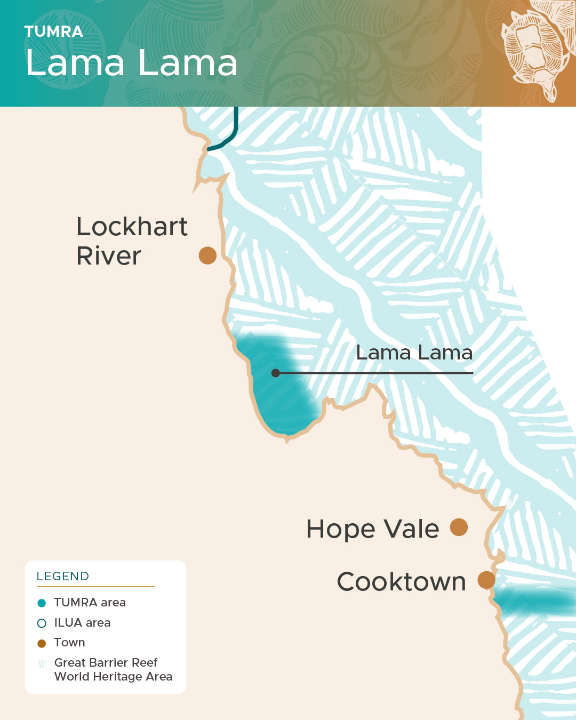 TUMRA
Lama Lama
Lockhart
River
Lama Lama
Hope Vale
Cooktown
LEGEND
TUMRA area
ILUA area
Town
Great Barrier Reef
World Heritage Area